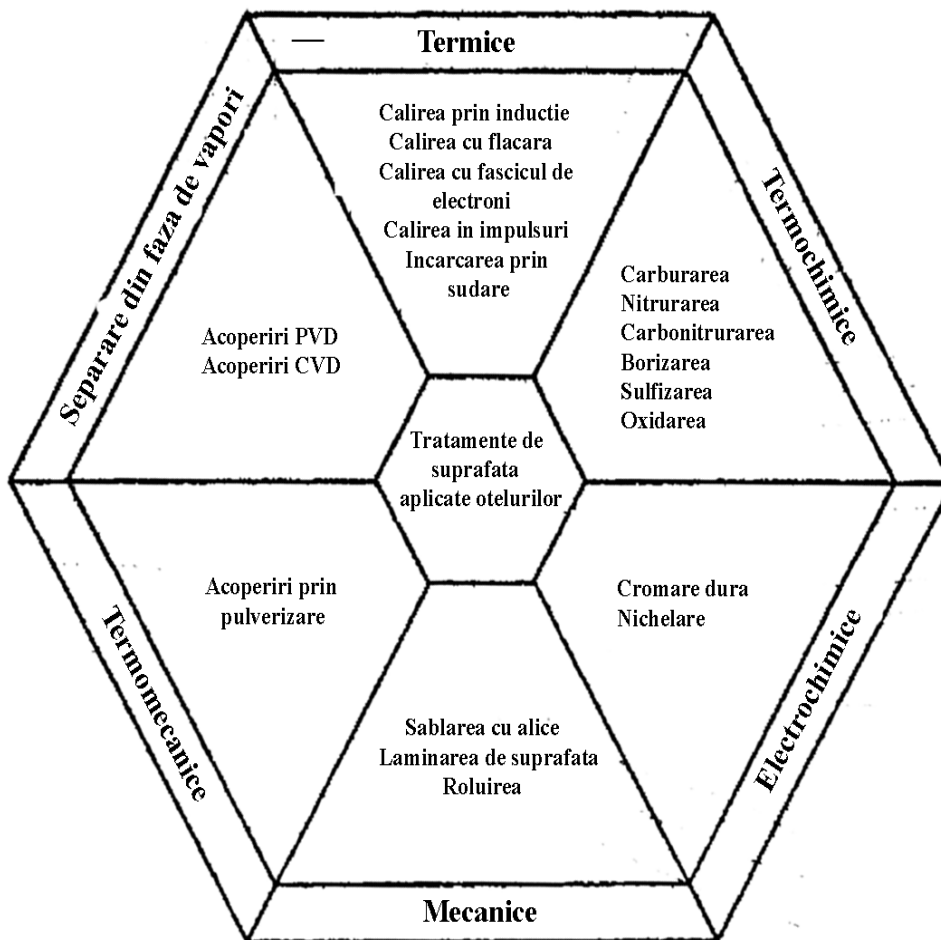 Termice
Calirea prin inductie
Calirea cu flacara
Calirea cu fascicul de
electroni
Calirea in impulsuri
Incarcarea prin
sudare
Termochimice
Carburarea
Nitrurarea
Carbonitrurarea
Borizarea
Sulfizarea
Oxidarea
Electrochimice
Cromare dura
Nichelare
Mecanice
Sablarea cu alice
Laminarea de suprafata
Roluirea
Termomecanice
Acoperiri prin
pulverizare
Separare din faza de vapori
Acoperiri PVD
Acoperiri CVD
Tratamente de
suprafata
aplicate otelurilor